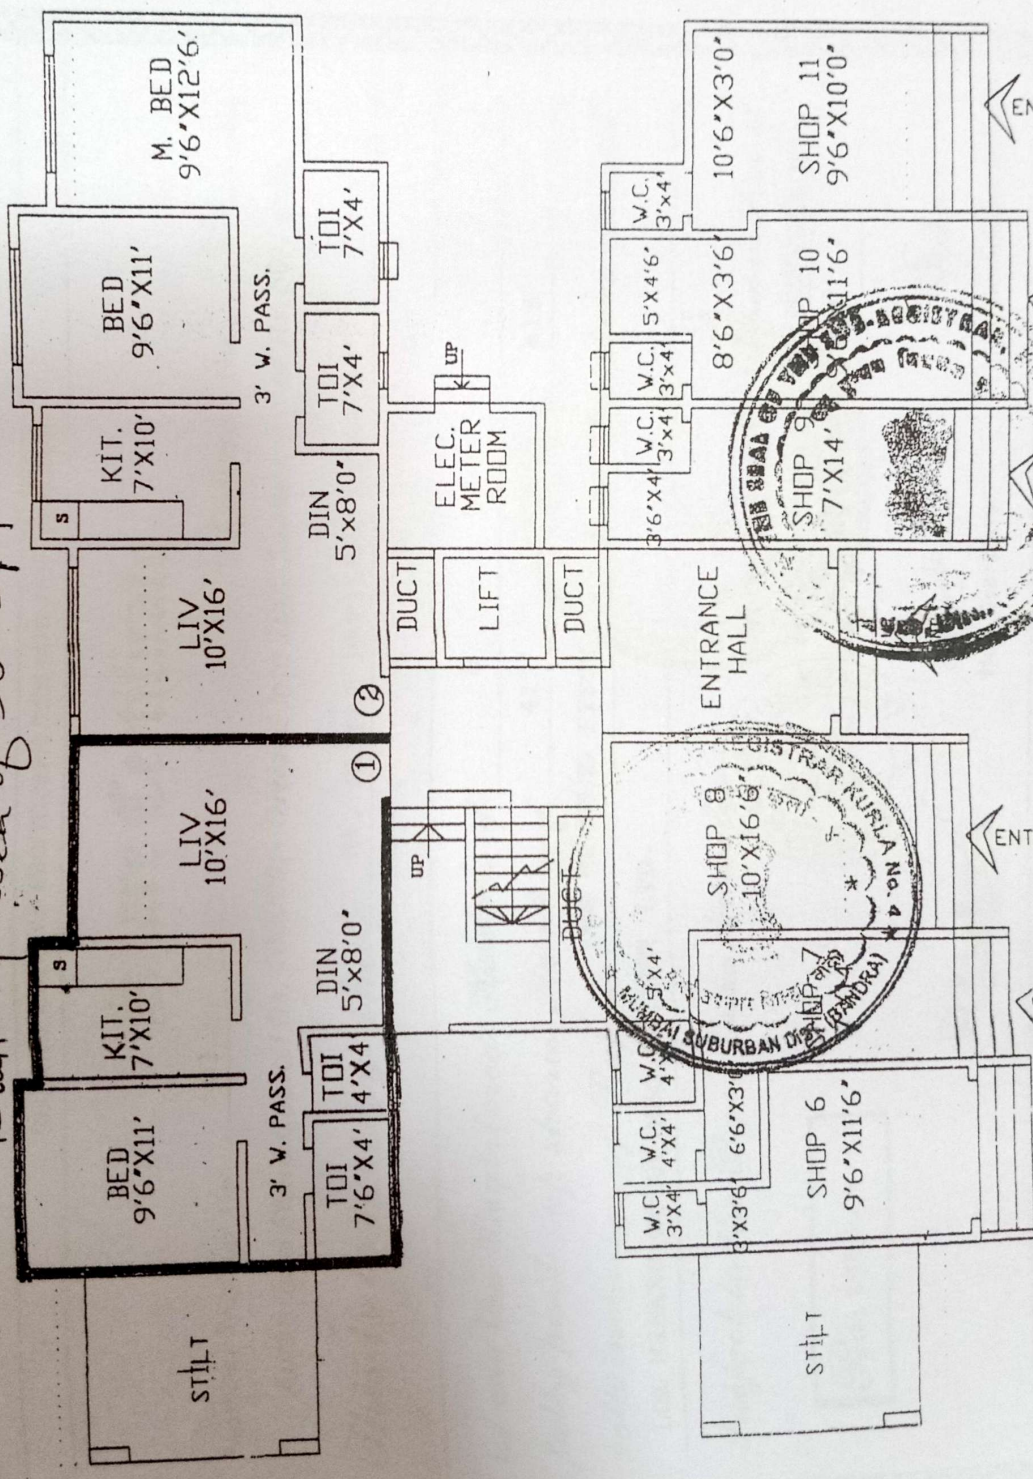 M. BED
9'6"X12'6'
BED
9'6"X11'
KIT.
7'X10'
S
LIV
10'X16'
3' W. PASS.
TOI
7'X4'
TOI
7'X4'
DIN
5'x8'0"
2
ELEC.
METER
ROOM
UP
DUCT
LIFT
DUCT
LIV
10'X16'
1
S
KIT.
7'X10'
DIN
5'x8'0"
BED
9'6"X11'
3' W. PASS.
TOI
4'X4'
TOI
7'6"X4'
STILT
UP
DUCT
W.C.
3'x4'
10'6"X3'0"
SHOP 11
9'6"X10'0"
5'X4'6"
8'6"X3'6"
W.C.
3'x4'
W.C.
3'x4'
3'6"X4'
SHOP 9
7'X14'
ENTRANCE
HALL
SHOP 8
10'X16'6"
ENT
W.C.
4'X4'
6'6"X3'0
W.C.
3'X4'
3'X3'6"
SHOP 6
9'6"X11'6"
STILT
REGISTRAR KURLA No. 4
MUMBAI SUBURBAN Dist.
(BANDRA)